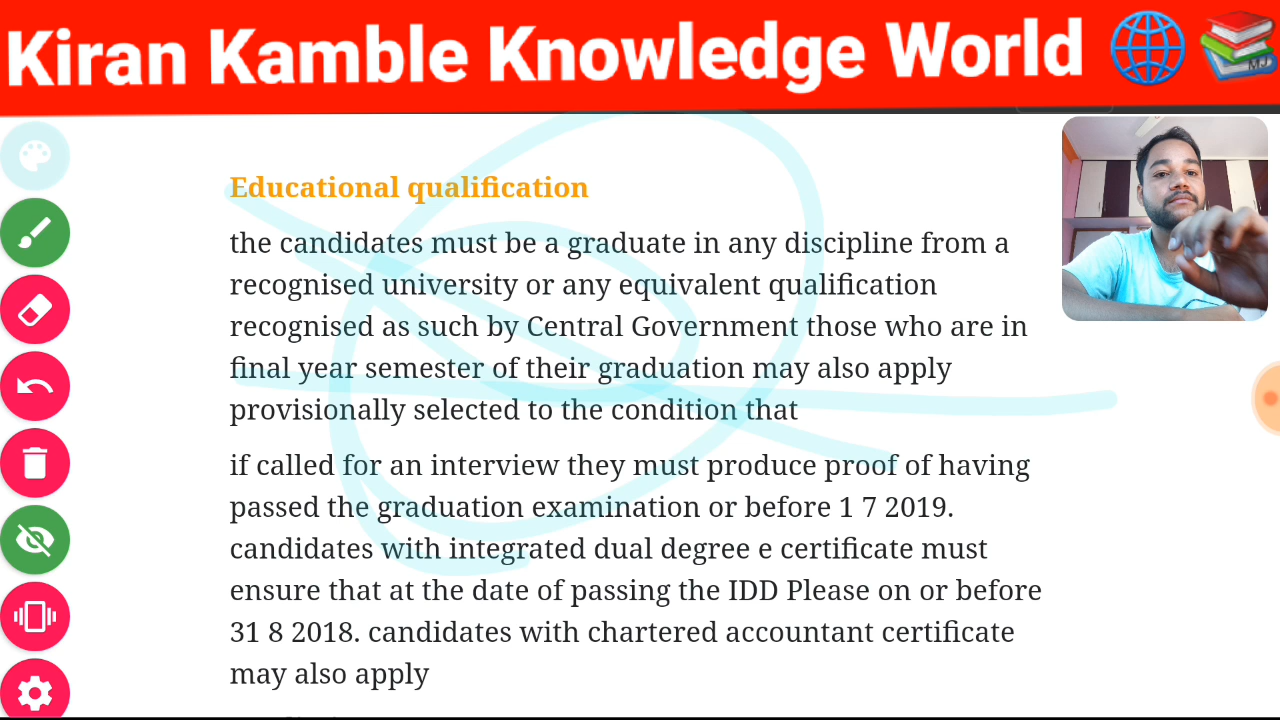 Kiran Kamble Knowledge World
MJ
Educational qualification
the candidates must be a graduate in any discipline from a
recognised university or any equivalent qualification
recognised as such by Central Government those who are in
final year semester of their graduation may also apply
provisionally selected to the condition that
if called for an interview they must produce proof of having
passed the graduation examination or before 1 7 2019.
candidates with integrated dual degree e certificate must
ensure that at the date of passing the IDD Please on or before
31 8 2018. candidates with chartered accountant certificate
may also apply